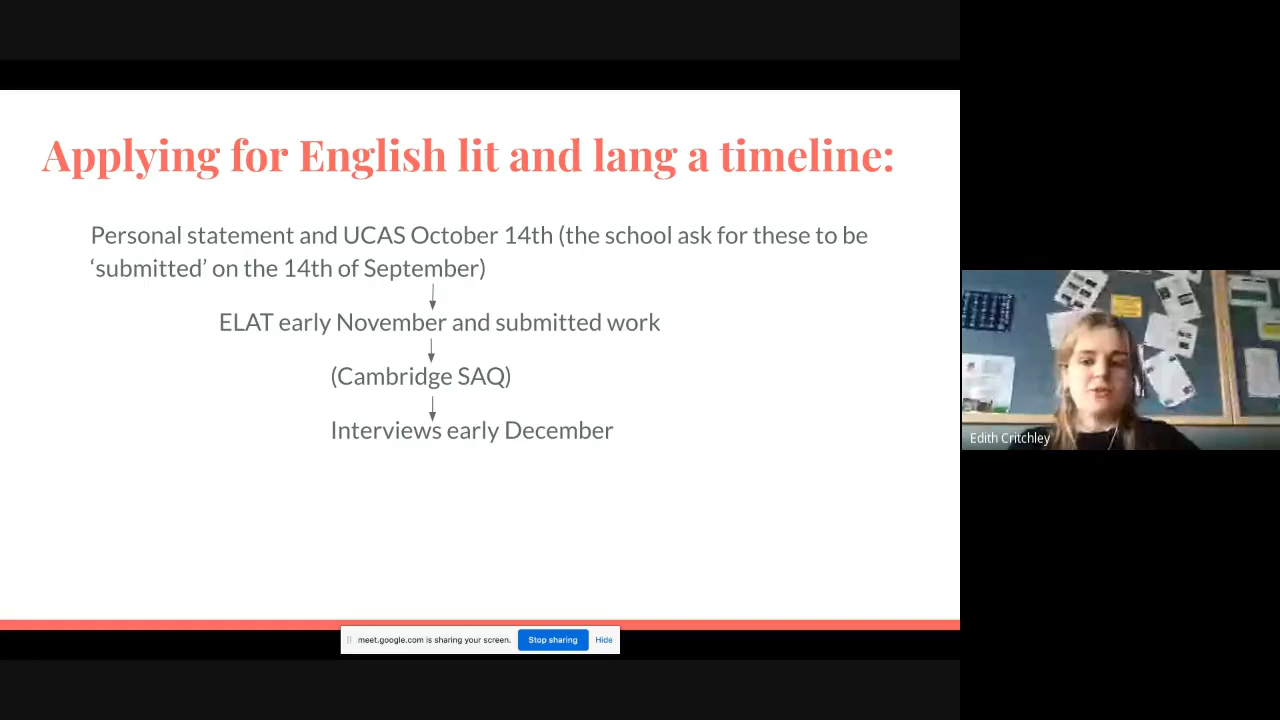 Applying for English lit and lang a timeline:
Personal statement and UCAS October 14th (the school ask for these to be
‘submitted’ on the 14th of September)
ELAT early November and submitted work
(Cambridge SAQ)
Interviews early December
Edith Critchley
meet.google.com is sharing your screen. Stop sharing Hide